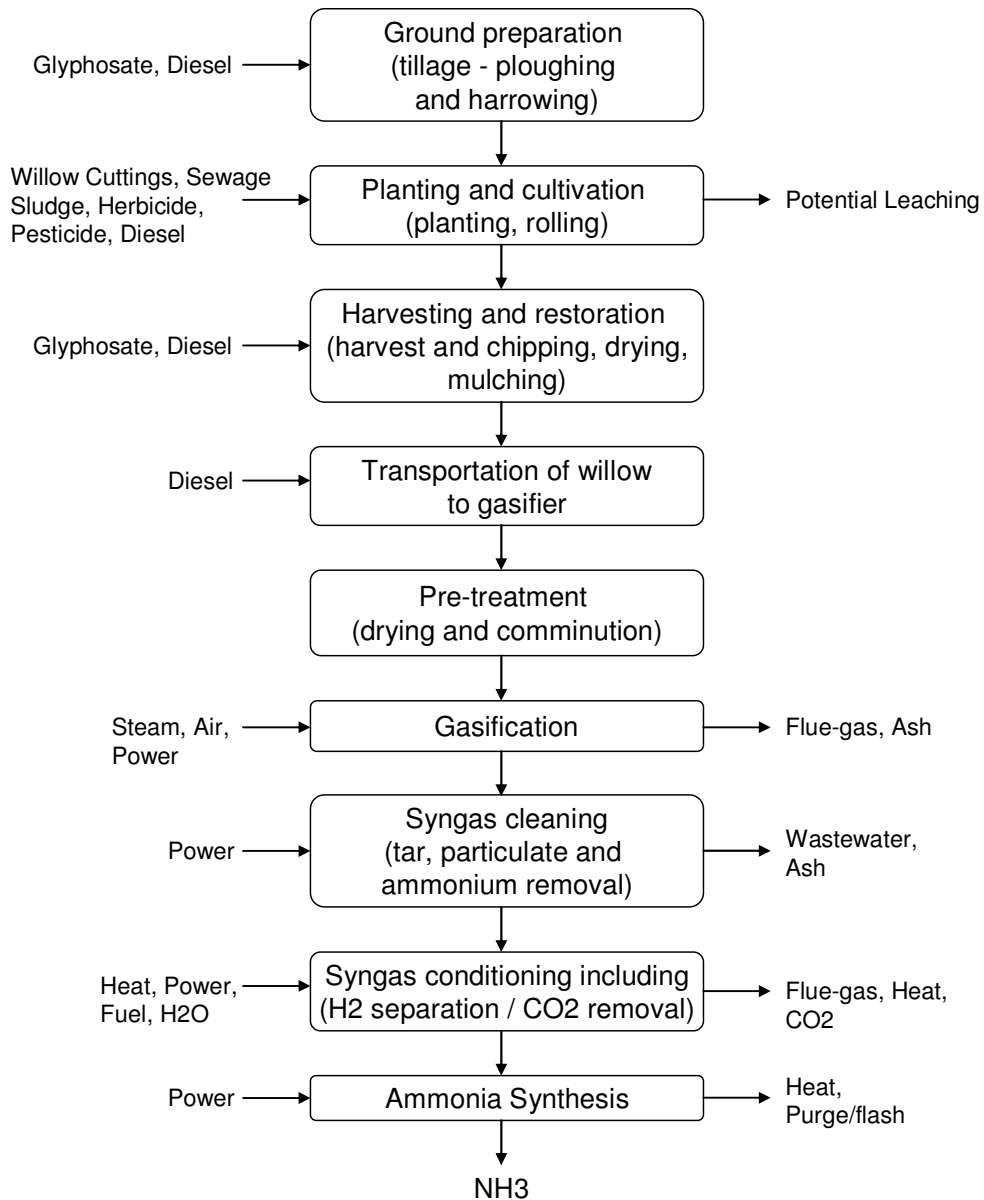 Ground preparation
(tillage - ploughing
and harrowing)
Glyphosate, Diesel
Willow Cuttings, Sewage
Sludge, Herbicide,
Pesticide, Diesel
Planting and cultivation
(planting, rolling)
Potential Leaching
Harvesting and restoration
(harvest and chipping, drying,
mulching)
Glyphosate, Diesel
Diesel
Transportation of willow
to gasifier
Pre-treatment
(drying and comminution)
Steam, Air,
Power
Gasification
Flue-gas, Ash
Power
Syngas cleaning
(tar, particulate and
ammonium removal)
Wastewater,
Ash
Heat, Power,
Fuel, H2O
Syngas conditioning including
(H2 separation / CO2 removal)
Flue-gas, Heat,
CO2
Power
Ammonia Synthesis
Heat,
Purge/flash
NH3